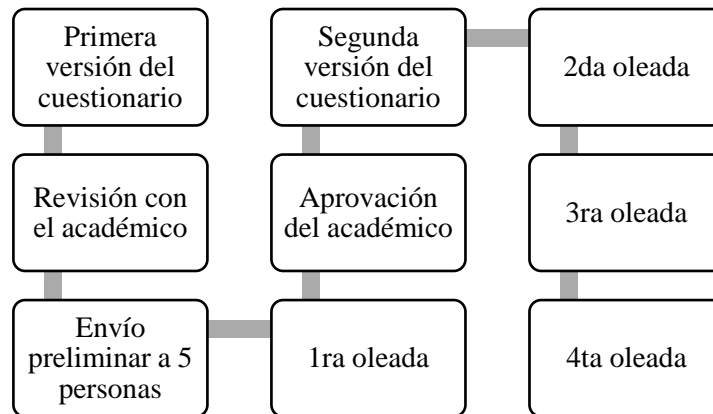 Primera
versión del
cuestionario
Revisión con
el académico
Envío
preliminar a 5
personas
1ra oleada
Aprovación
del académico
Segunda
versión del
cuestionario
2da oleada
3ra oleada
4ta oleada